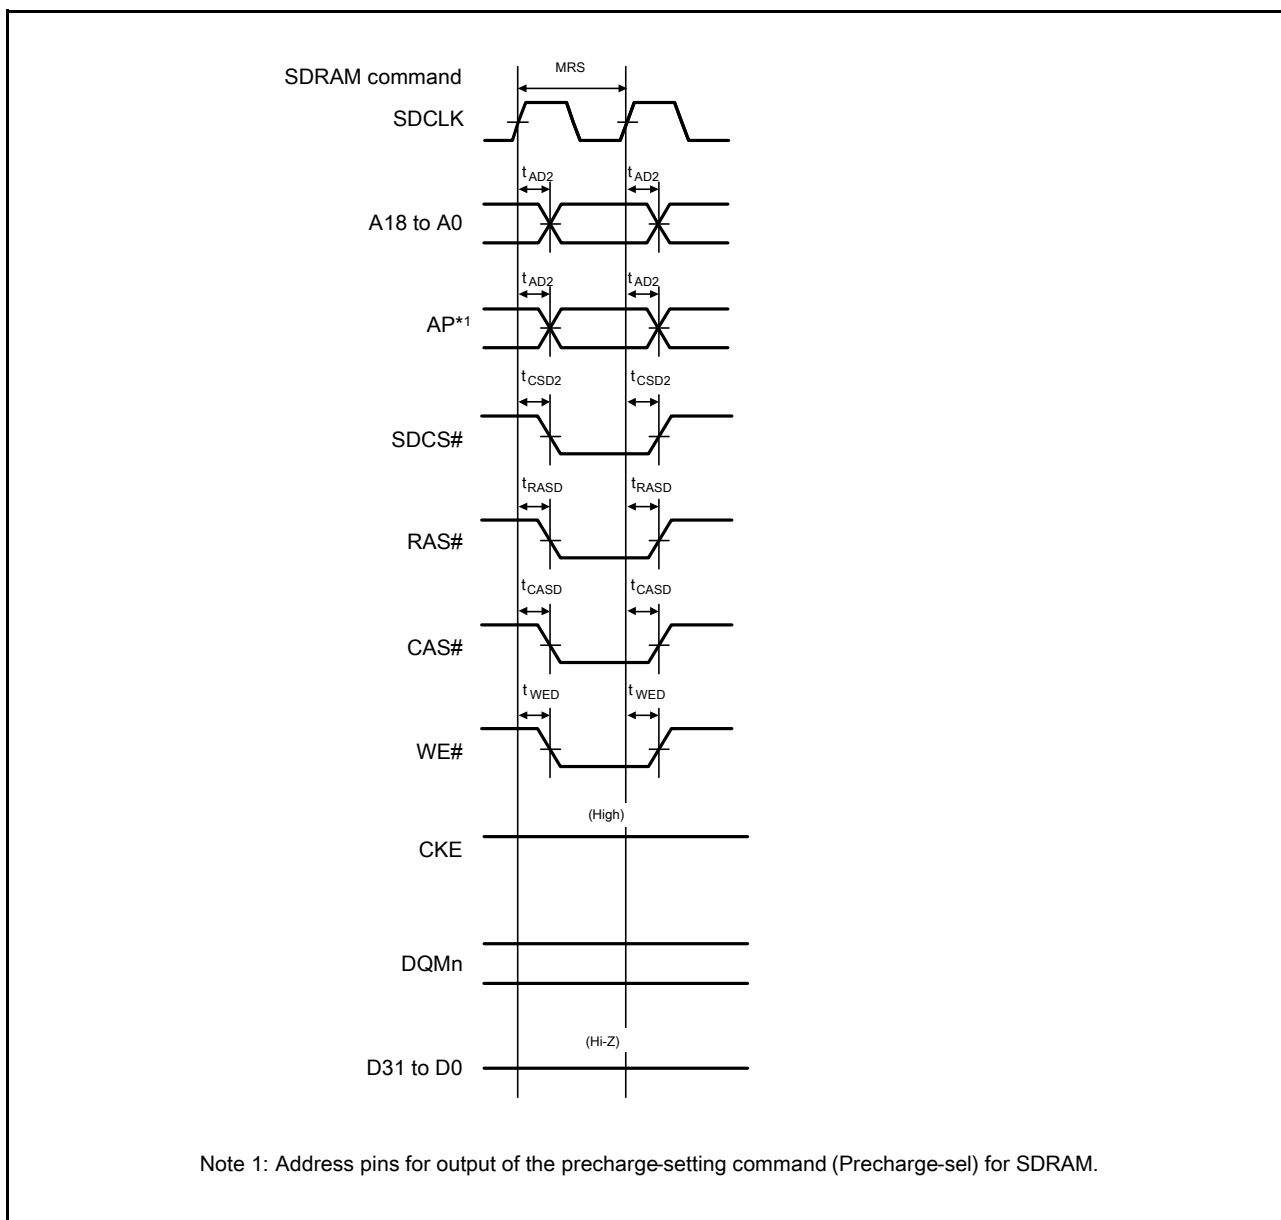 MRS
SDRAM command
SDCLK
tAD2 tAD2
A18 to A0
tAD2 tAD2
AP*1
tCSD2 tCSD2
SDCS#
tRASD tRASD
RAS#
tCASD tCASD
CAS#
tWED tWED
WE#
(High)
CKE
DQMn
(Hi-Z)
D31 to D0
Note 1: Address pins for output of the precharge-setting command (Precharge-sel) for SDRAM.